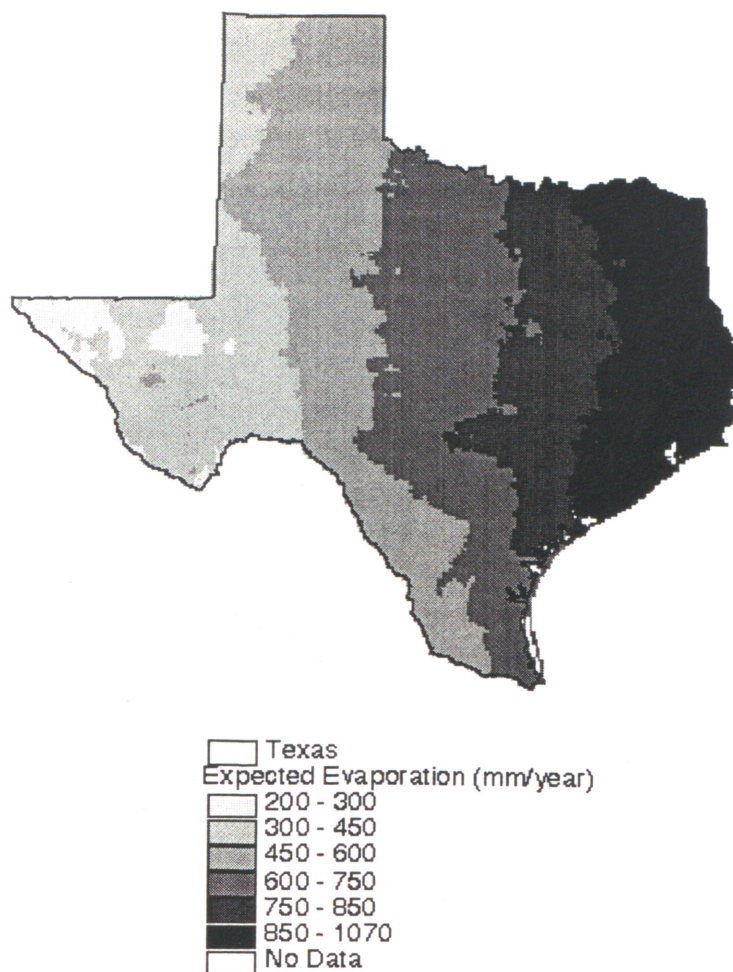 Texas
Expected Evaporation (mm/year)
200 - 300
300 - 450
450 - 600
600 - 750
750 - 850
850 - 1070
No Data